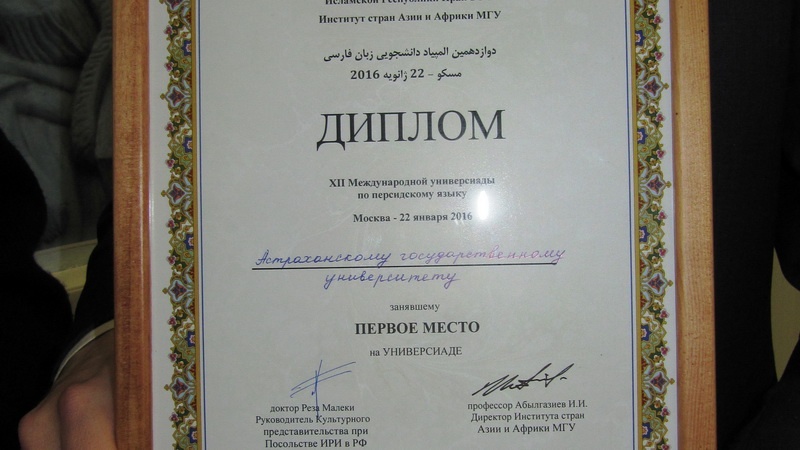 Исламской Республики
Институт стран Азии и Африки МГУ
دوازدهمین المپیاد دانشجویی زبان فارسی
مسکو - 22 ژانویه 2016
ДИПЛОМ
XII Международной универсиады
по персидскому языку
Москва - 22 января 2016
Астраханскому государственному
университету
занявшему
ПЕРВОЕ МЕСТО
на УНИВЕРСИАДЕ
доктор Реза Малеки
Руководитель Культурного
представительства при
Посольстве ИРИ в РФ
профессор Абылгазиев И.И.
Директор Института стран
Азии и Африки МГУ